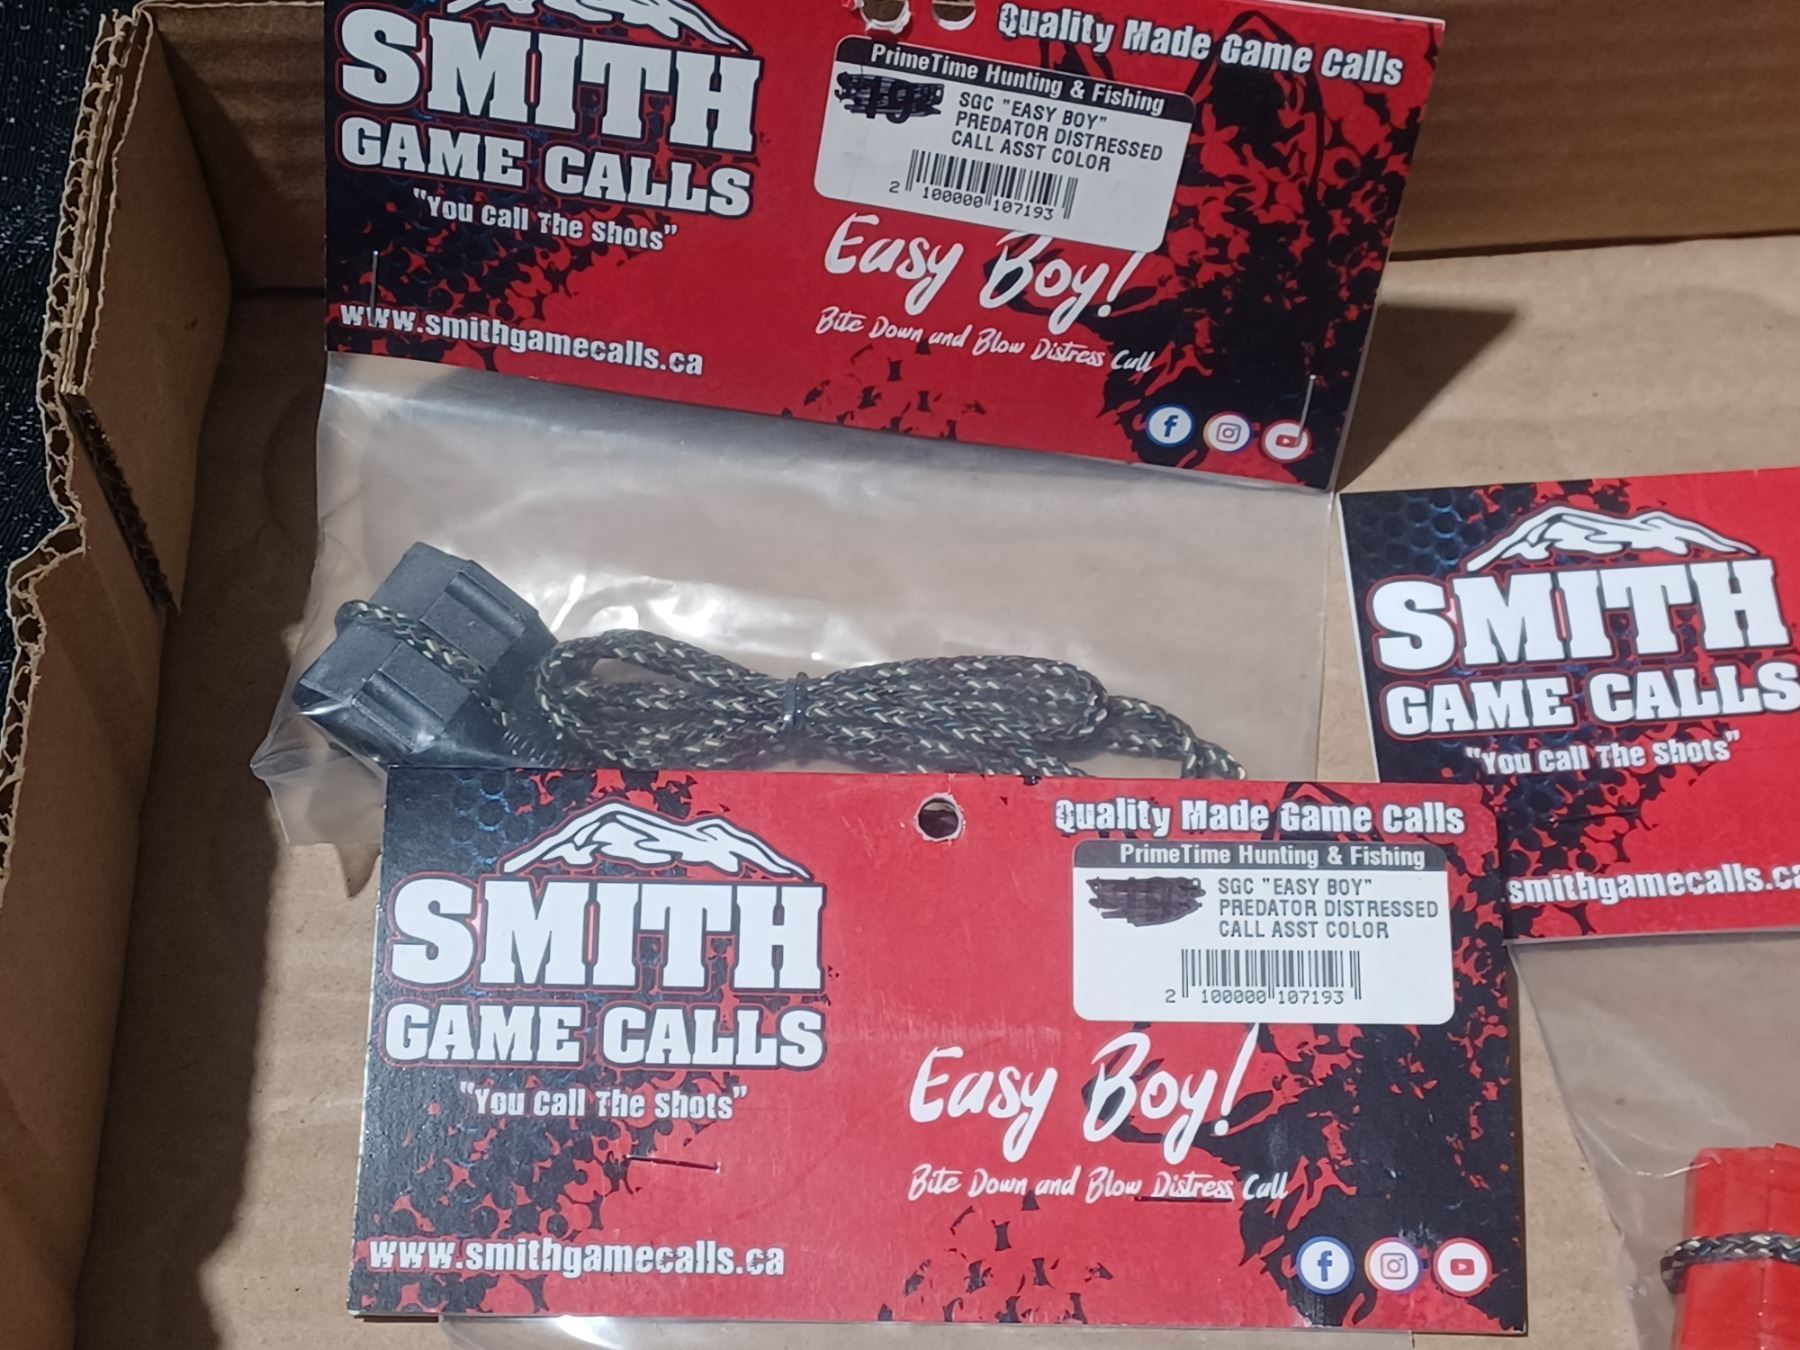 SMITH
GAME CALLS
"You Call The Shots"
www.smithgamecalls.ca
Quality Made Game Calls
PrimeTime Hunting & Fishing
SGC "EASY BOY"
PREDATOR DISTRESSED
CALL ASST COLOR
2 100000 107193
Easy Boy!
Bite Down and Blow Distress Call
SMITH
GAME CALLS
"You Call The Shots"
smithgamecalls.ca
SMITH
GAME CALLS
"You Call The Shots"
www.smithgamecalls.ca
Quality Made Game Calls
PrimeTime Hunting & Fishing
SGC "EASY BOY"
PREDATOR DISTRESSED
CALL ASST COLOR
2 100000 107193
Easy Boy!
Bite Down and Blow Distress Call